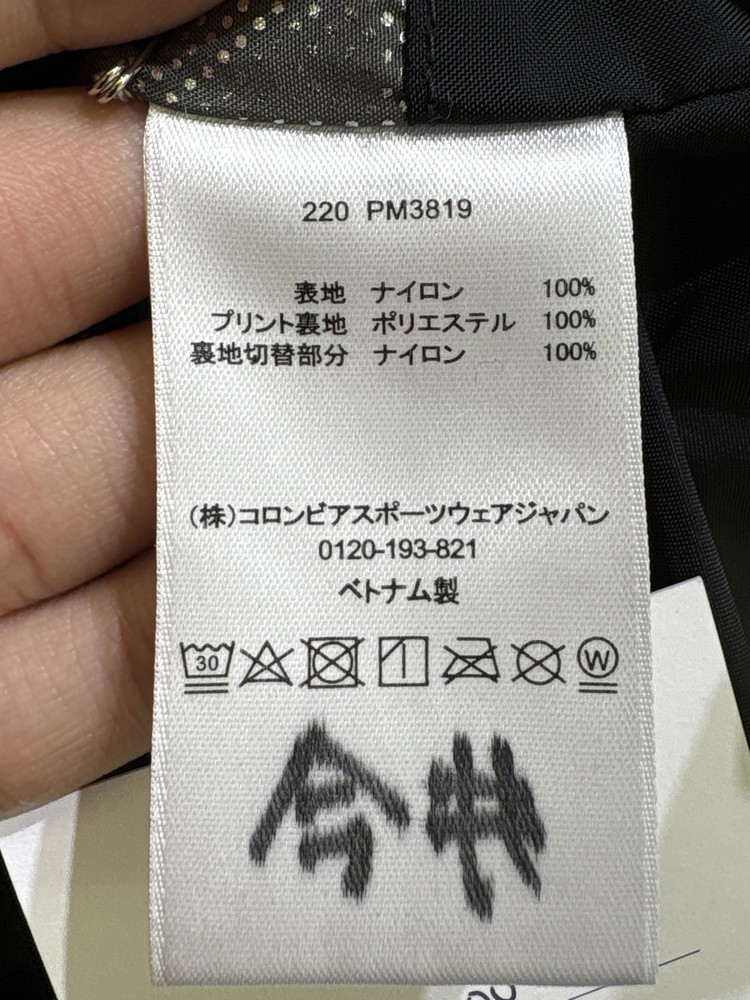 220 PM3819
表地 ナイロン 100%
プリント裏地 ポリエステル 100%
裏地切替部分 ナイロン 100%
(株)コロンビアスポーツウェアジャパン
0120-193-821
ベトナム製
30 W
今井